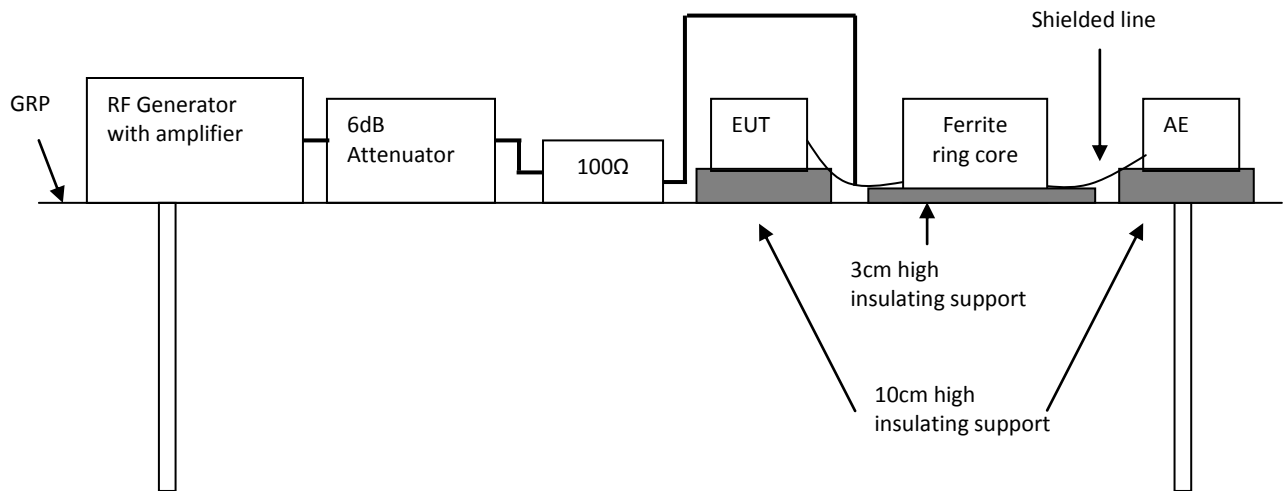 Shielded line
GRP
RF Generator
with amplifier
6dB
Attenuator
100Ω
EUT
Ferrite
ring core
AE
3cm high
insulating support
10cm high
insulating support